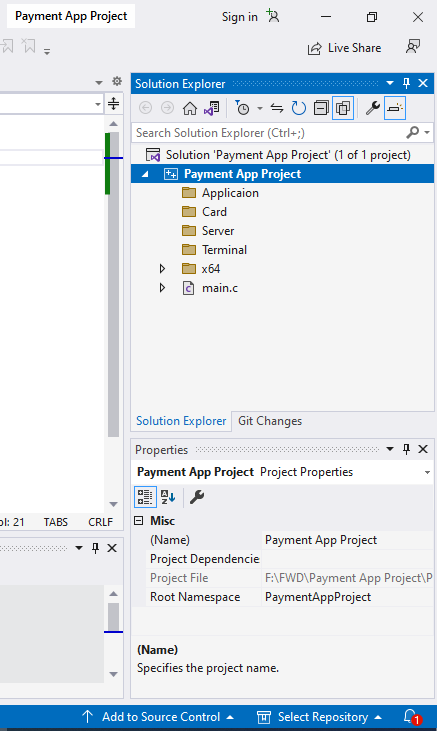 Payment App Project
Sign in
Live Share
Solution Explorer
Search Solution Explorer (Ctrl+;)
Solution 'Payment App Project' (1 of 1 project)
Payment App Project
Applicaion
Card
Server
Terminal
x64
main.c
Solution Explorer Git Changes
Properties
Payment App Project Project Properties
Misc
(Name) Payment App Project
Project Dependencie
Project File F:\FWD\Payment App Project\P
Root Namespace PaymentAppProject
ol: 21 TABS CRLF
(Name)
Specifies the project name.
Add to Source Control Select Repository 1